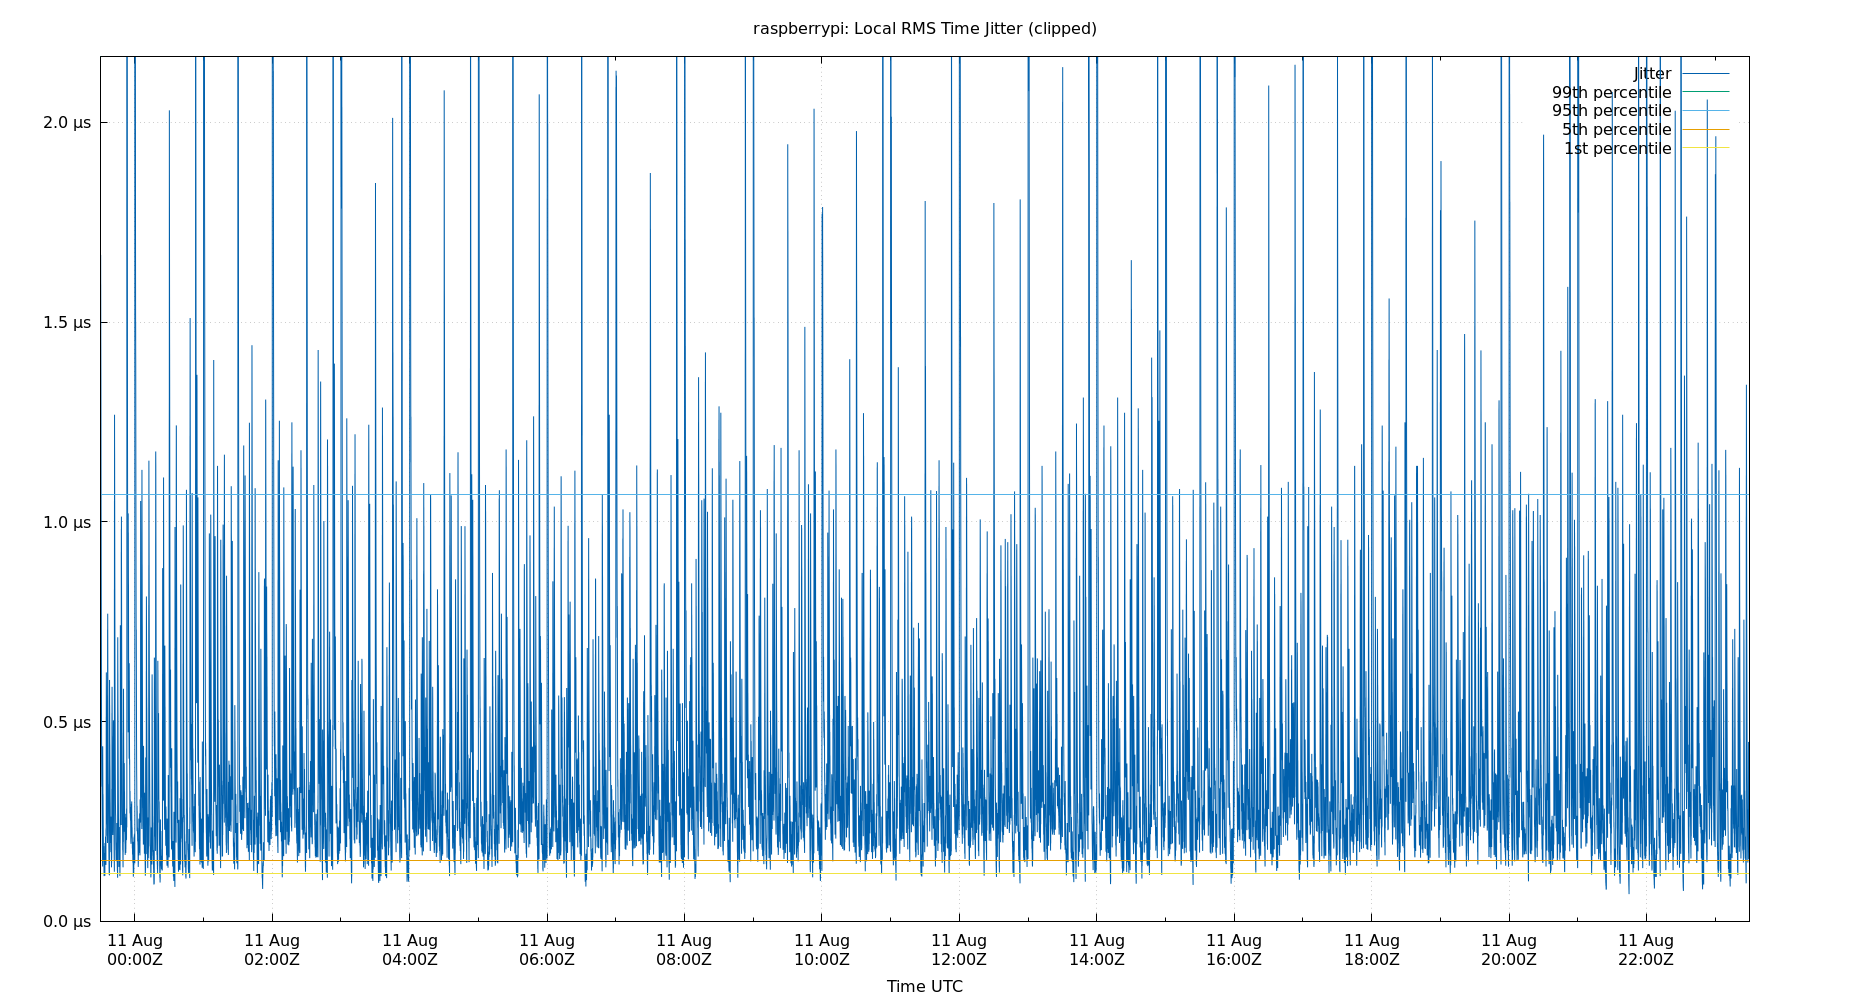 raspberrypi: Local RMS Time Jitter (clipped)
Jitter
99th percentile
95th percentile
5th percentile
1st percentile
2.0 μs
1.5 μs
1.0 μs
0.5 μs
0.0 μs
11 Aug 11 Aug 11 Aug 11 Aug 11 Aug 11 Aug 11 Aug 11 Aug 11 Aug 11 Aug 11 Aug 11 Aug
00:00Z 02:00Z 04:00Z 06:00Z 08:00Z 10:00Z 12:00Z 14:00Z 16:00Z 18:00Z 20:00Z 22:00Z
Time UTC